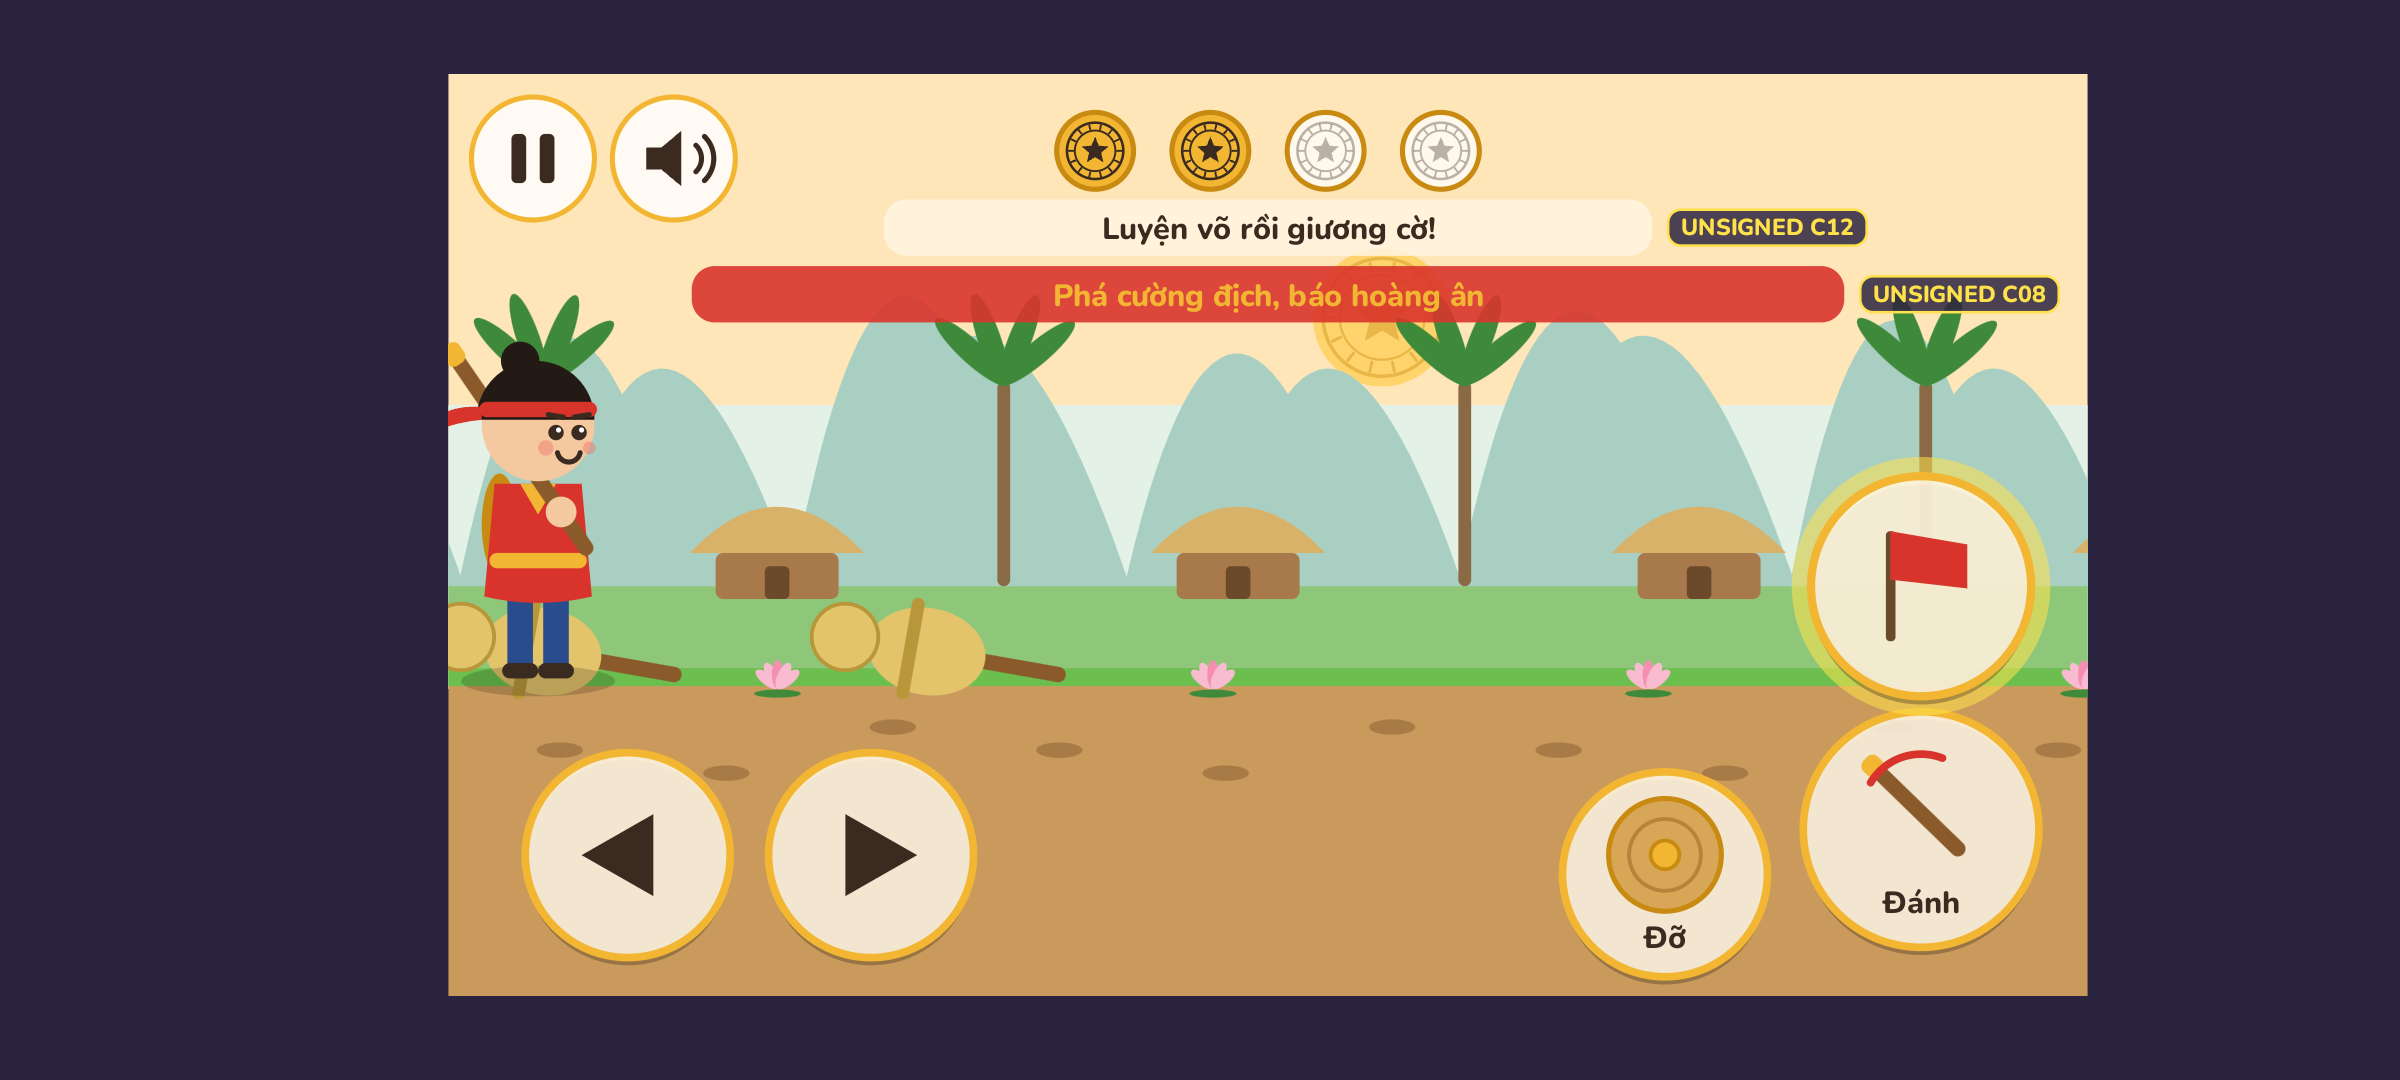 Luyện võ rồi giương cờ!
UNSIGNED C12
Phá cường địch, báo hoàng ân
UNSIGNED C08
Đánh
Đỡ